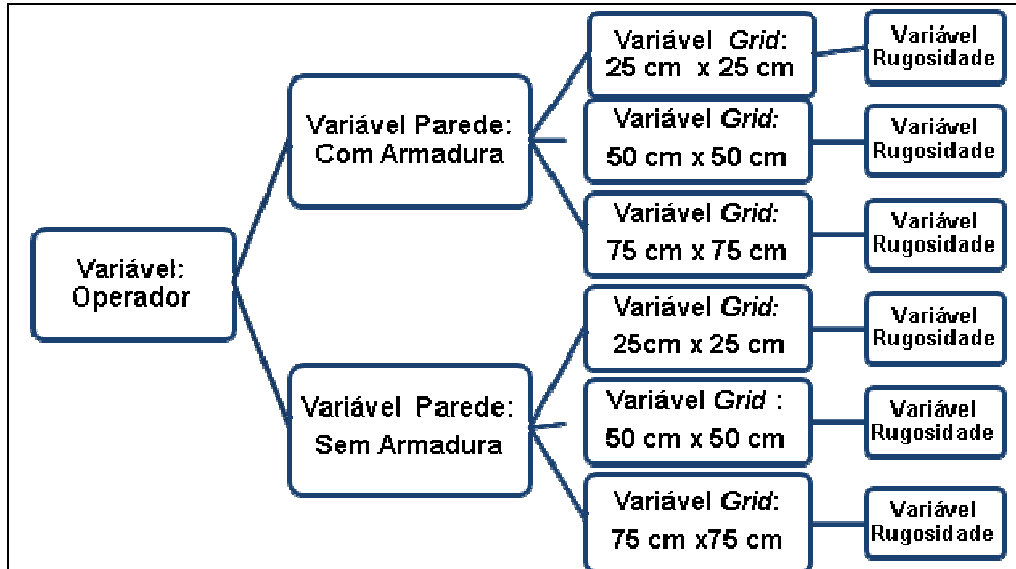 Variável:
Operador
Variável Parede:
Com Armadura
Variável Grid:
25 cm x 25 cm
Variável
Rugosidade
Variável Grid:
50 cm x 50 cm
Variável
Rugosidade
Variável Grid:
75 cm x 75 cm
Variável
Rugosidade
Variável Parede:
Sem Armadura
Variável Grid:
25cm x 25 cm
Variável
Rugosidade
Variável Grid :
50 cm x 50 cm
Variável
Rugosidade
Variável Grid:
75 cm x75 cm
Variável
Rugosidade